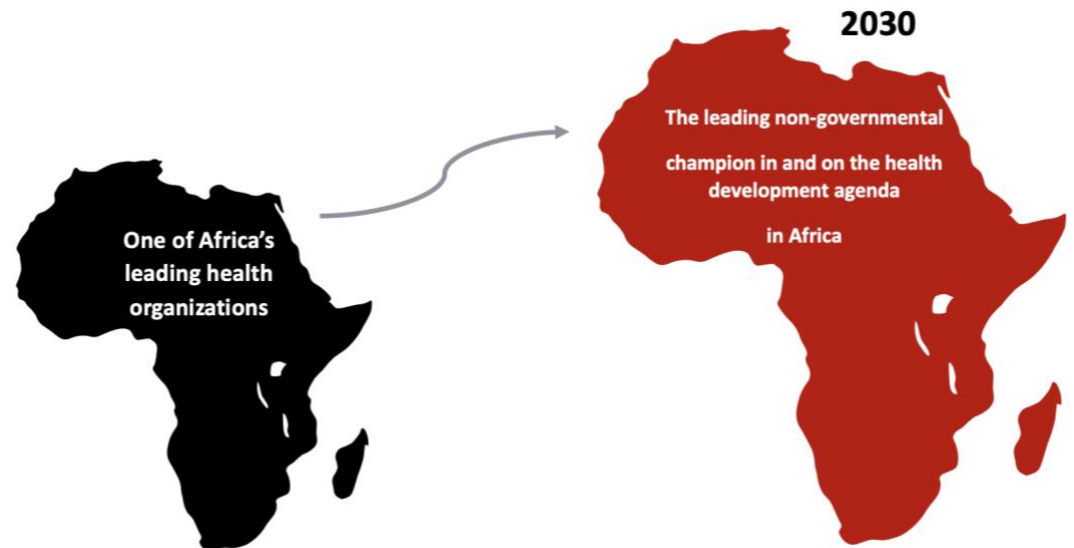 2030
One of Africa’s
leading health
organizations
The leading non-governmental
champion in and on the health
development agenda
in Africa